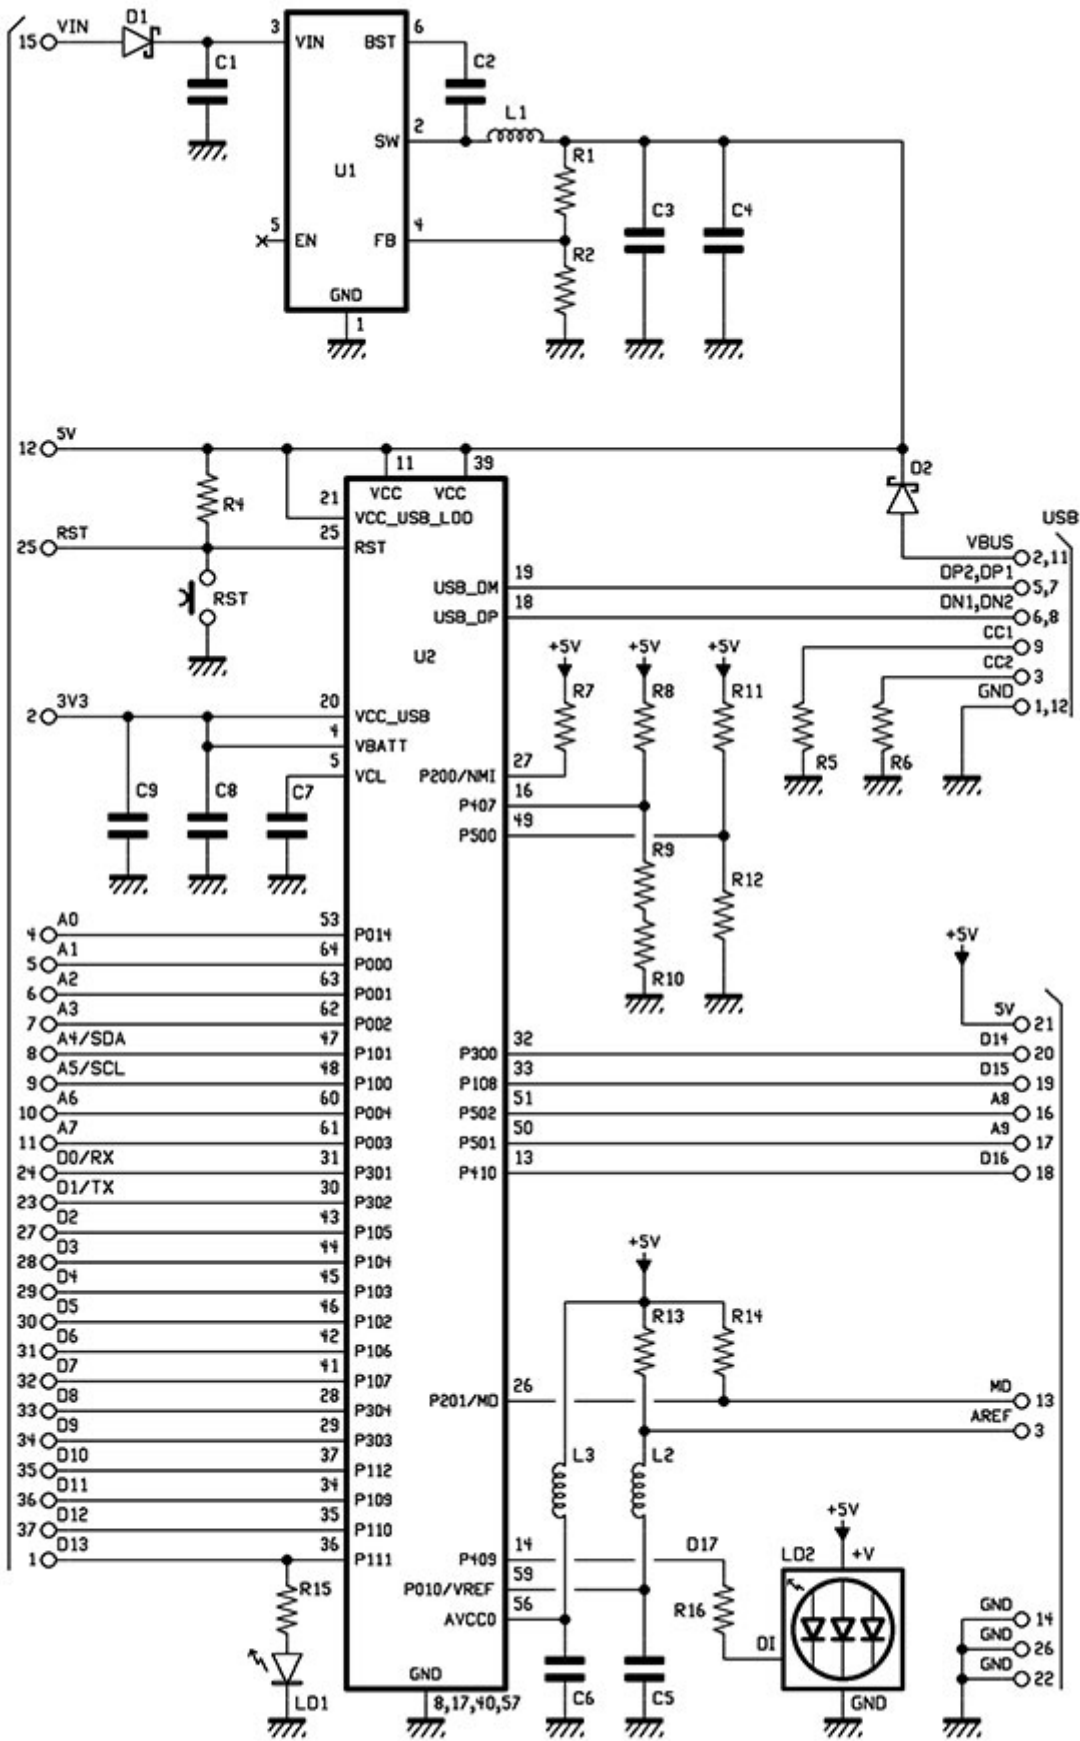 VIN
D1
15
3
VIN
BST
6
C1
C2
L1
SW
2
U1
R1
5
EN
FB
4
R2
C3
C4
GND
1
5V
12
11
39
D2
VCC
VCC
R4
21
VCC_USB_LDO
USB
RST
25
25
RST
VBUS
2,11
19
USB_DM
DP2,DP1
5,7
RST
18
USB_DP
DN1,DN2
6,8
U2
CC1
9
+5V
+5V
+5V
CC2
3
3V3
2
20
VCC_USB
R7
R8
R11
GND
1,12
4
VBATT
5
VCL
P200/NMI
27
R5
R6
C9
C8
C7
P407
16
P500
49
R9
R12
4
A0
53
P014
+5V
5
A1
64
P000
6
A2
63
P001
R10
7
A3
62
P002
5V
21
8
A4/SDA
47
P101
P300
32
D14
20
9
A5/SCL
48
P100
P108
33
D15
19
10
A6
60
P004
P502
51
A8
16
11
A7
61
P003
P501
50
A9
17
24
D0/RX
31
P301
P410
13
D16
18
23
D1/TX
30
P302
27
D2
43
P105
+5V
28
D3
44
P104
29
D4
45
P103
30
D5
46
P102
R13
R14
31
D6
42
P106
32
D7
41
P107
33
D8
28
P304
P201/MD
26
MD
13
34
D9
29
P303
AREF
3
35
D10
37
P112
L3
L2
36
D11
34
P109
37
D12
35
P110
+5V
1
D13
36
P111
P409
14
D17
LD2
+V
P010/VREF
59
R15
AVCC0
56
R16
GND
14
DI
GND
26
GND
GND
22
LD1
8,17,40,57
C6
C5
GND